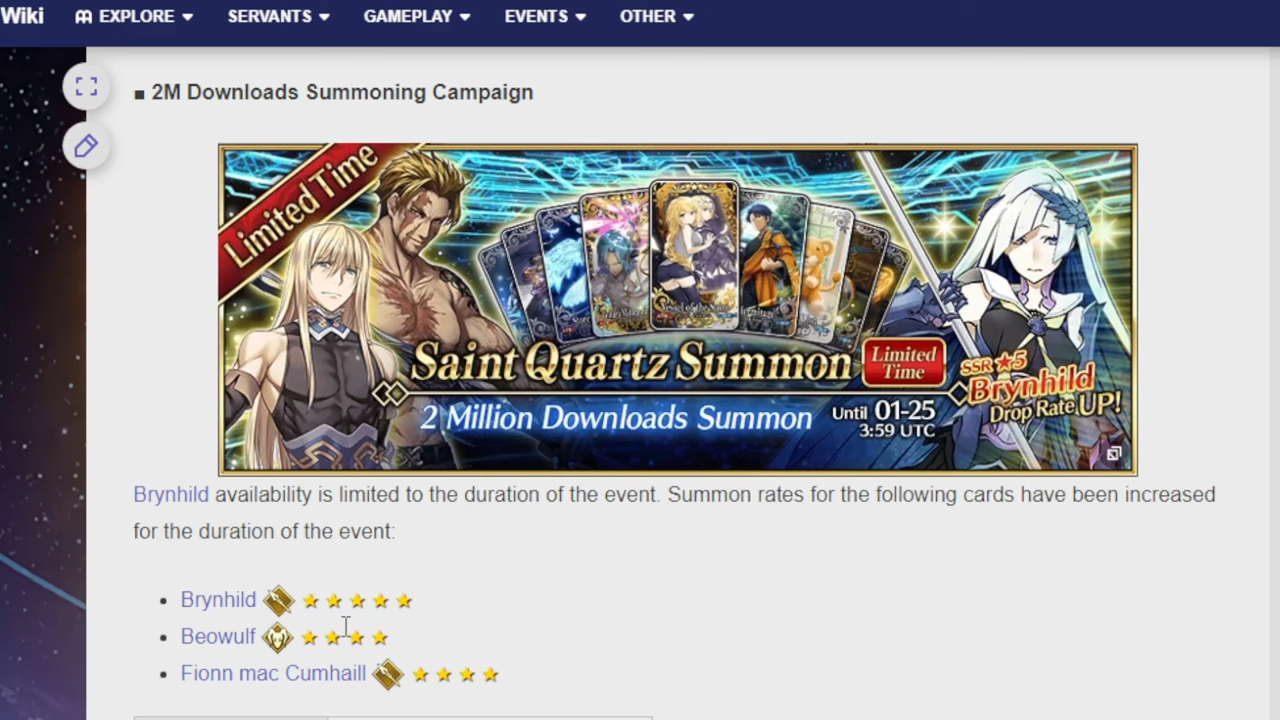 Wiki EXPLORE SERVANTS GAMEPLAY EVENTS OTHER
2M Downloads Summoning Campaign
Limited Time
Saint Quartz Summon
Limited Time
SSR ★5
Brynhild
Drop Rate UP!
2 Million Downloads Summon
Until 01-25
3:59 UTC
Brynhild availability is limited to the duration of the event. Summon rates for the following cards have been increased
for the duration of the event:
Brynhild
Beowulf
Fionn mac Cumhaill